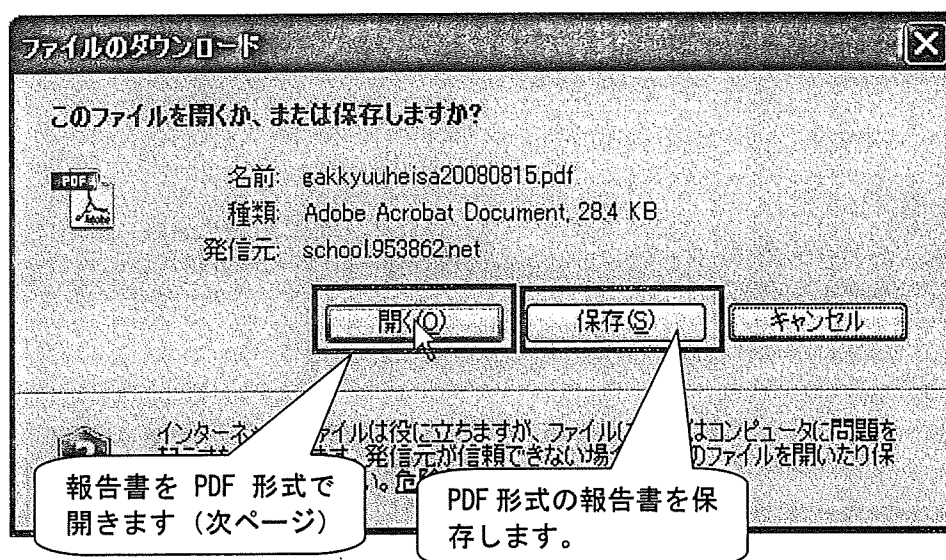 ファイルのダウンロード
このファイルを開くか、または保存しますか?
PDF
Adobe
名前: gakkyuuheisa20080815.pdf
種類: Adobe Acrobat Document, 28.4 KB
発信元: school.953862.net
開く(O)
保存(S)
キャンセル
インターネ ファイルは役に立ちますが、ファイルに はコンピュータに問題を
す。発信元が信頼できない場 のファイルを開いたり保
い。危
報告書を PDF 形式で
開きます(次ページ)
PDF 形式の報告書を保
存します。